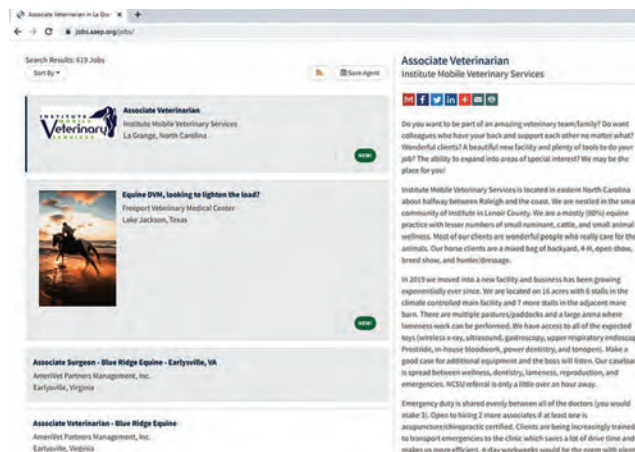 Associate Veterinarian in La Gran
jobs.aaep.org/jobs/
Search Results: 619 Jobs
Sort By
Save Agent
INSTITUTE
MOBILE
Veterinary
SERVICES
Associate Veterinarian
Institute Mobile Veterinary Services
La Grange, North Carolina
NEW!
Equine DVM, looking to lighten the load?
Freeport Veterinary Medical Center
Lake Jackson, Texas
NEW!
Associate Surgeon - Blue Ridge Equine - Earlysville, VA
AmeriVet Partners Management, Inc.
Earlysville, Virginia
Associate Veterinarian - Blue Ridge Equine
AmeriVet Partners Management, Inc.
Earlysville, Virginia
Associate Veterinarian
Institute Mobile Veterinary Services
Do you want to be part of an amazing veterinary team/family? Do want
colleagues who have your back and support each other no matter what?
Wonderful clients? A beautiful new facility and plenty of tools to do your
job? The ability to expand into areas of special interest? We may be the
place for you!
Institute Mobile Veterinary Services is located in eastern North Carolina
about halfway between Raleigh and the coast. We are nestled in the smal
community of Institute in Lenoir County. We are a mostly (80%) equine
practice with lesser numbers of small ruminant, cattle, and small animal
wellness. Most of our clients are wonderful people who really care for the
animals. Our horse clients are a mixed bag of backyard, 4-H, open show,
breed show, and hunter/dressage.
In 2019 we moved into a new facility and business has been growing
exponentially ever since. We are located on 16 acres with 6 stalls in the
climate controlled main facility and 7 more stalls in the adjacent mare
barn. There are multiple pastures/paddocks and a large arena where
lameness work can be performed. We have access to all of the expected
toys (wireless x-ray, ultrasound, gastroscopy, upper respiratory endoscop
Prostride, in-house bloodwork, power dentistry, and tonopen). Make a
good case for additional equipment and the boss will listen. Our caseload
is spread between wellness, dentistry, lameness, reproduction, and
emergencies. NCSU referral is only a little over an hour away.
Emergency duty is shared evenly between all of the doctors (you would
make 3). Open to hiring 2 more associates if at least one is
acupuncture/chiropractic certified. Clients are being increasingly trained
to transport emergencies to the clinic which saves a lot of drive time and
makes us more efficient. 4-day workweeks would be the norm with plent